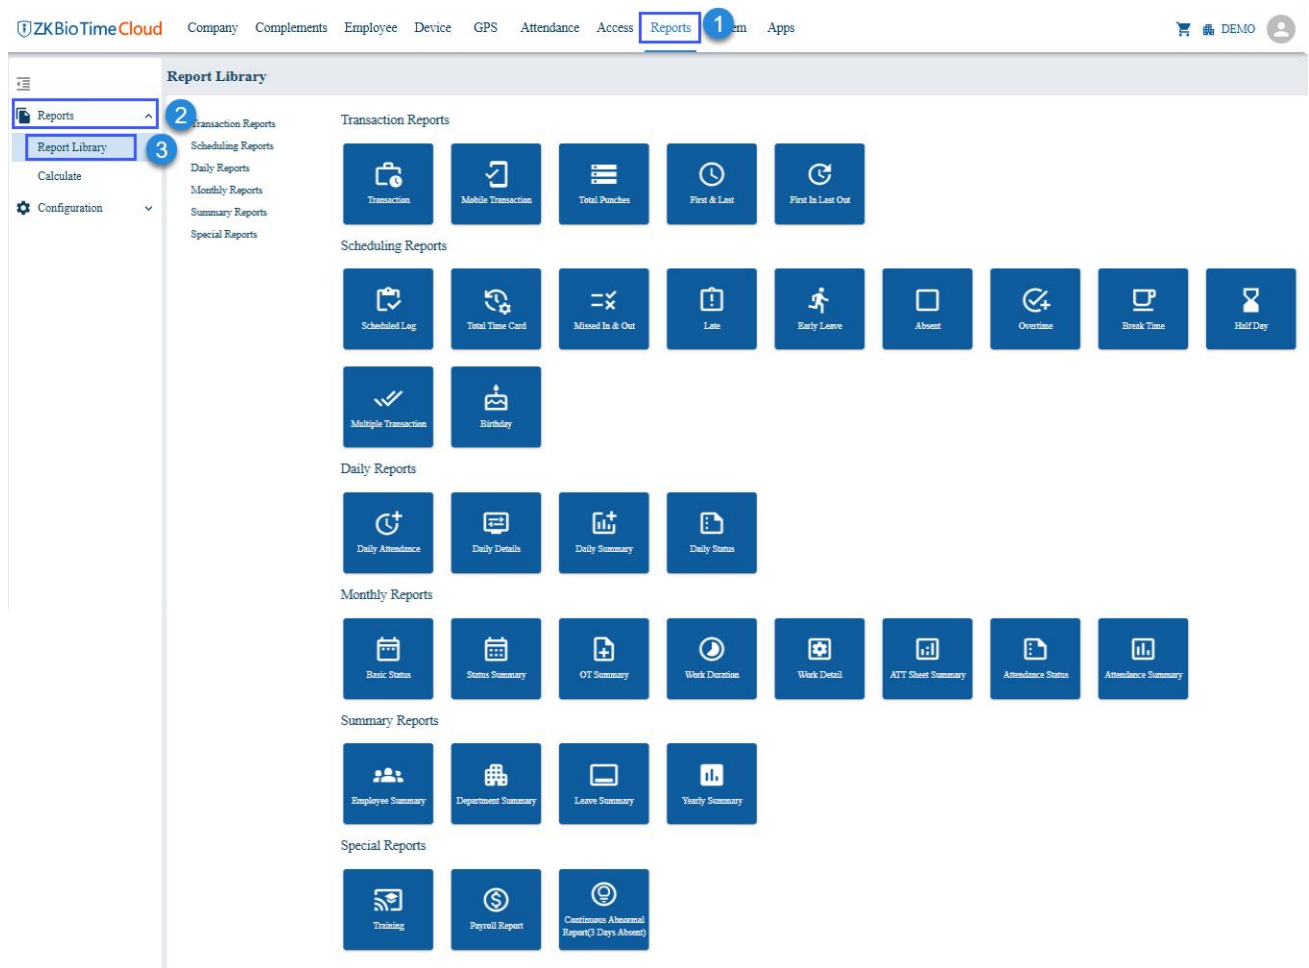 ZKBioTime Cloud
Company Complements Employee Device GPS Attendance Access Reports 1 em Apps
DEMO
Report Library
Reports 2
Report Library 3
Calculate
Configuration
Transaction Reports
Scheduling Reports
Daily Reports
Monthly Reports
Summary Reports
Special Reports
Transaction Reports
Transaction Mobile Transaction Total Punches First & Last First In Last Out
Scheduling Reports
Scheduled Log Total Time Card Missed In & Out Late Early Leave Absent Overtime Break Time Half Day
Multiple Transaction Birthday
Daily Reports
Daily Attendance Daily Details Daily Summary Daily Status
Monthly Reports
Basic Status Status Summary OT Summary Work Duration Work Detail ATT Sheet Summary Attendance Status Attendance Summary
Summary Reports
Employee Summary Department Summary Leave Summary Yearly Summary
Special Reports
Training Payroll Report Continuous Abnormal
Report(3 Days Absent)